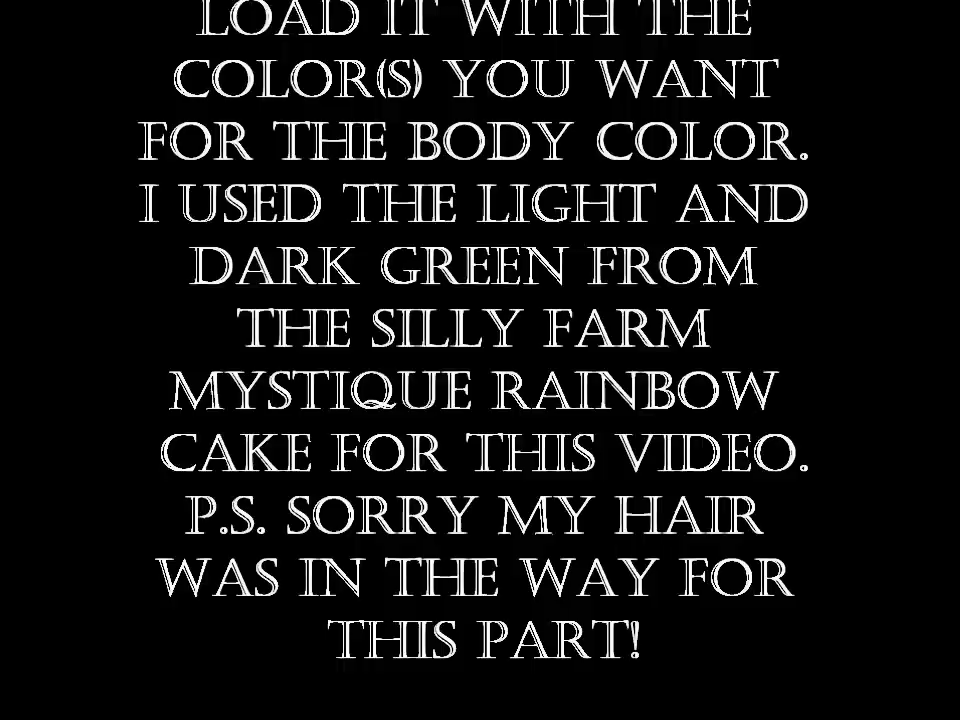 LOAD IT WITH THE
COLOR(S) YOU WANT
FOR THE BODY COLOR.
I USED THE LIGHT AND
DARK GREEN FROM
THE SILLY FARM
MYSTIQUE RAINBOW
CAKE FOR THIS VIDEO.
P.S. SORRY MY HAIR
WAS IN THE WAY FOR
THIS PART!